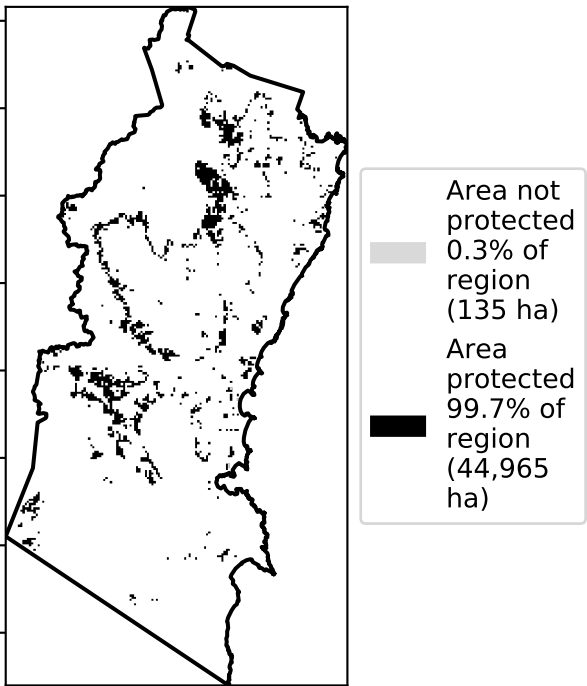 Area not
protected
0.3% of
region
(135 ha)
Area
protected
99.7% of
region
(44,965
ha)